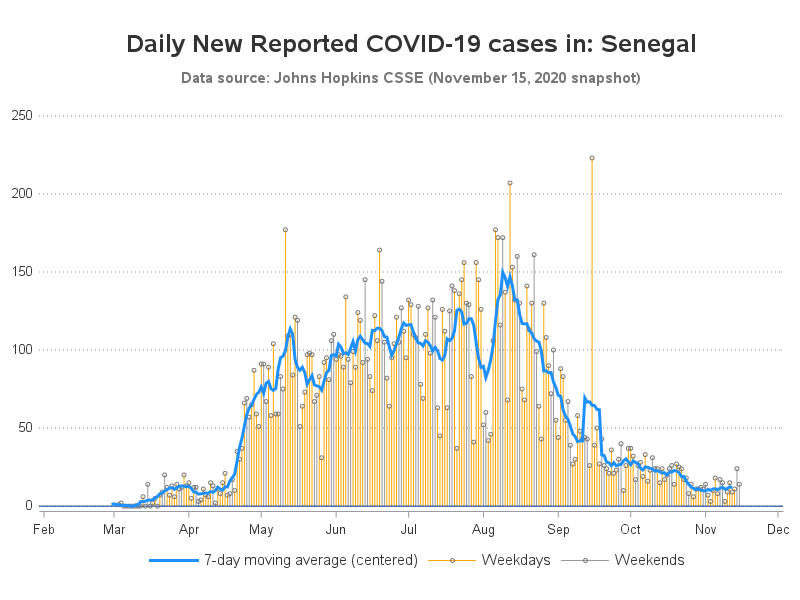 Daily New Reported COVID-19 cases in: Senegal
Data source: Johns Hopkins CSSE (November 15, 2020 snapshot)
250
200
150
100
50
0
Feb Mar Apr May Jun Jul Aug Sep Oct Nov Dec
7-day moving average (centered) Weekdays Weekends